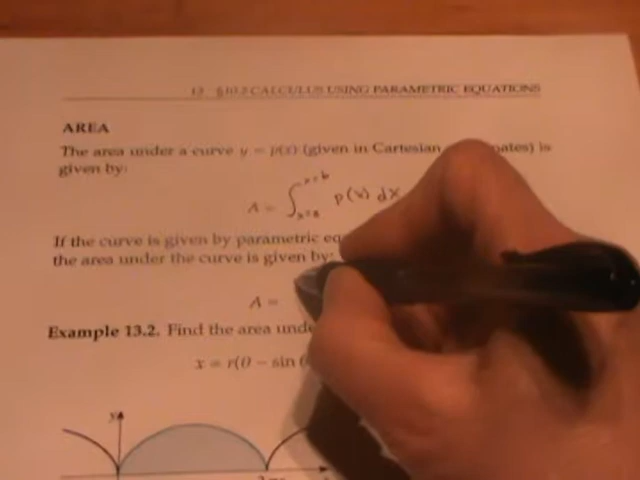 13 §10.2 CALCULUS USING PARAMETRIC EQUATIONS
AREA
The area under a curve y = p(x) (given in Cartesian
is
given by:
A = ∫ x=a x=b p(x) dx
If the curve is given by parametric
the area under the curve is given by:
A =
Example 13.2. Find the area
x = r(θ − sin
y